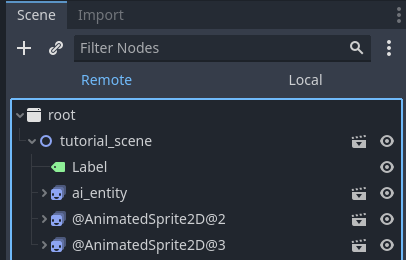 Scene Import
Filter Nodes
Remote Local
root
tutorial_scene
Label
ai_entity
@AnimatedSprite2D@2
@AnimatedSprite2D@3